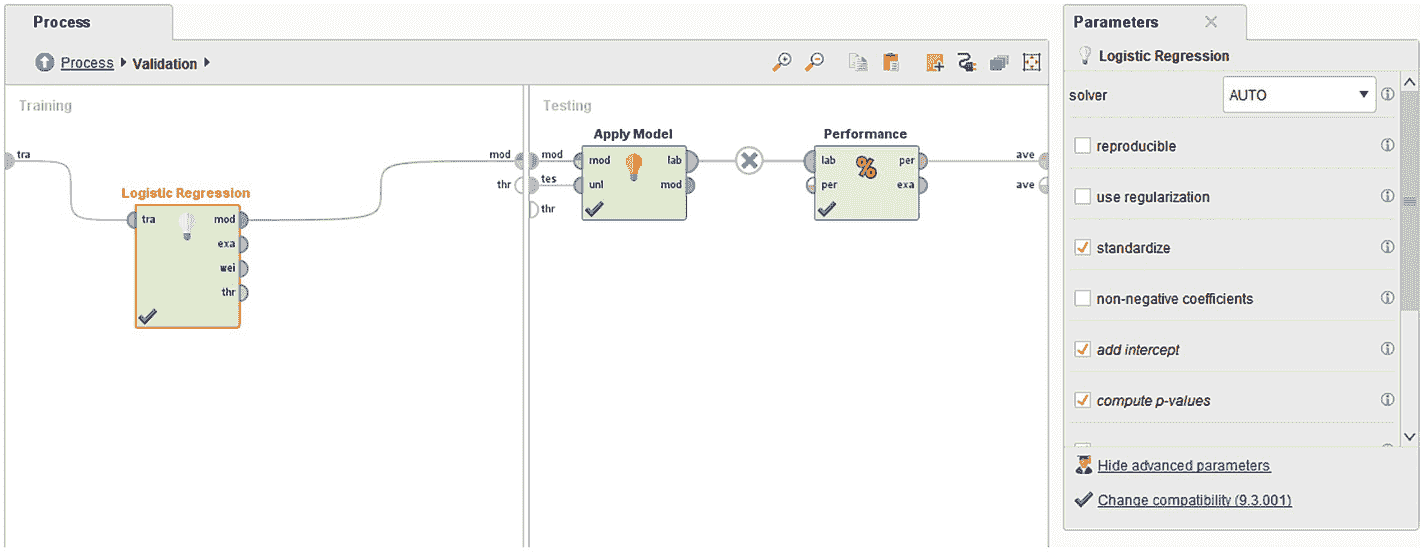 Process
Process Validation
Training
tra
Logistic Regression
tra mod
exa
wei
thr
mod
thr
Testing
mod
tes
thr
Apply Model
mod lab
unl mod
Performance
% 
lab per
per exa
ave
ave
Parameters
Logistic Regression
solver AUTO
reproducible
use regularization
standardize
non-negative coefficients
add intercept
compute p-values
Hide advanced parameters
Change compatibility (9.3.001)